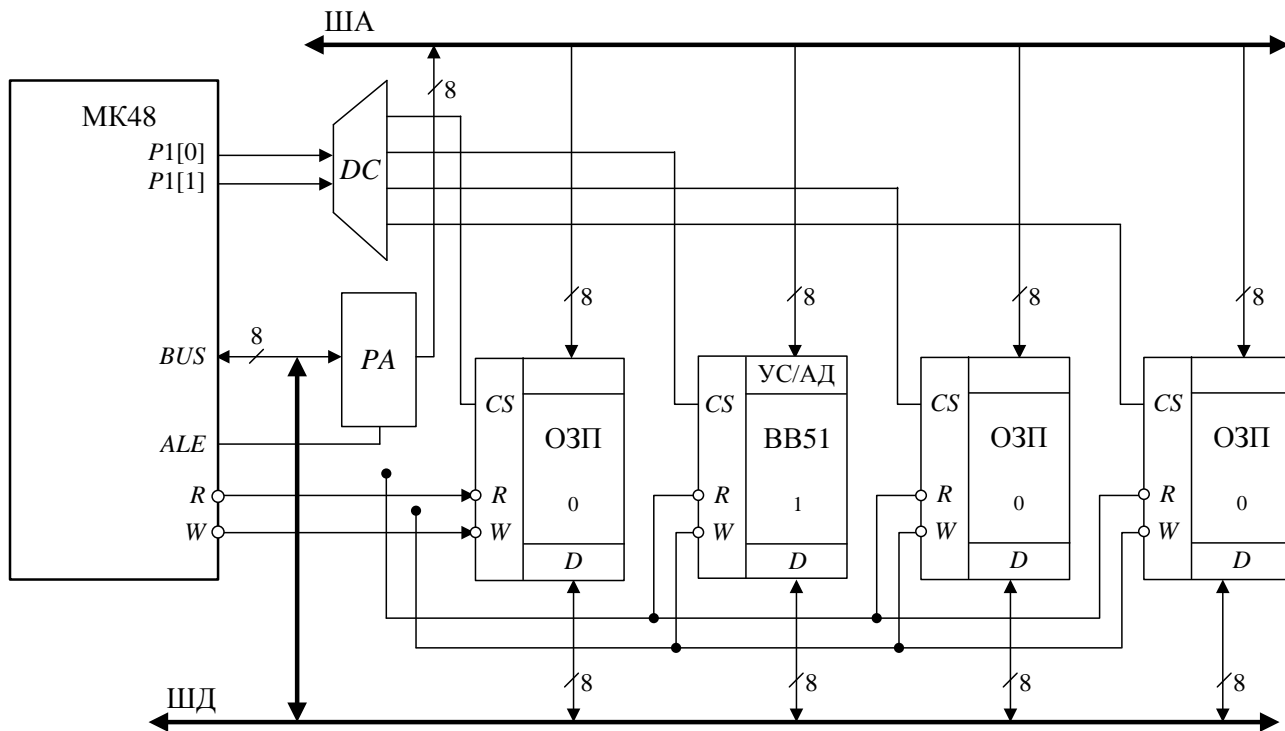 ША
8
МК48
P1[0]
P1[1]
DC
8 8 8 8
8
BUS
PA
УС/АД
CS CS CS CS
ALE
ОЗП ВВ51 ОЗП ОЗП
R R R R R
0 1 0 0
W W W W W
D D D D
8 8 8 8
ШД